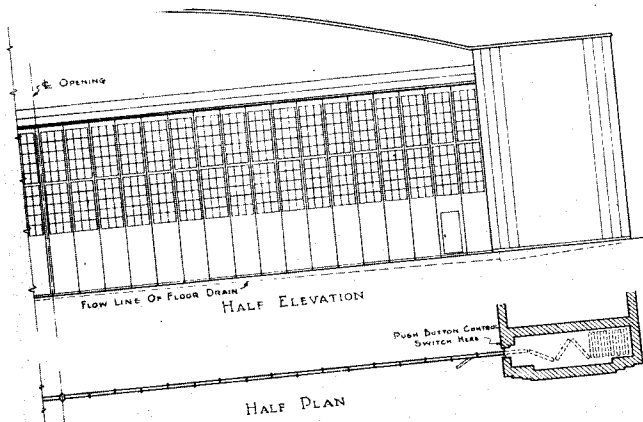 ℄ OPENING
FLOW LINE OF FLOOR DRAIN
HALF ELEVATION
PUSH BUTTON CONTROL
SWITCH HERE
HALF PLAN